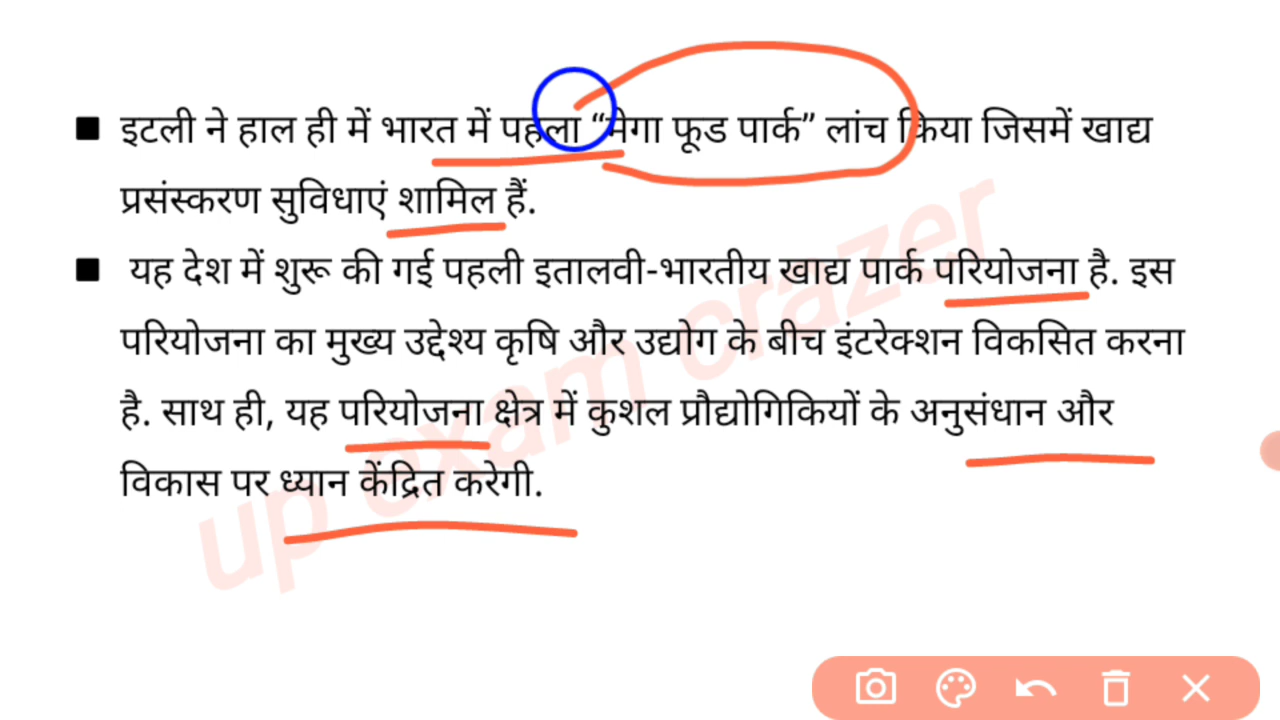 ■ इटली ने हाल ही में भारत में पहला “मेगा फूड पार्क” लांच किया जिसमें खाद्य
प्रसंस्करण सुविधाएं शामिल हैं.
■ यह देश में शुरू की गई पहली इतालवी-भारतीय खाद्य पार्क परियोजना है. इस
परियोजना का मुख्य उद्देश्य कृषि और उद्योग के बीच इंटरेक्शन विकसित करना
है. साथ ही, यह परियोजना क्षेत्र में कुशल प्रौद्योगिकियों के अनुसंधान और
विकास पर ध्यान केंद्रित करेगी.
up exam crazer